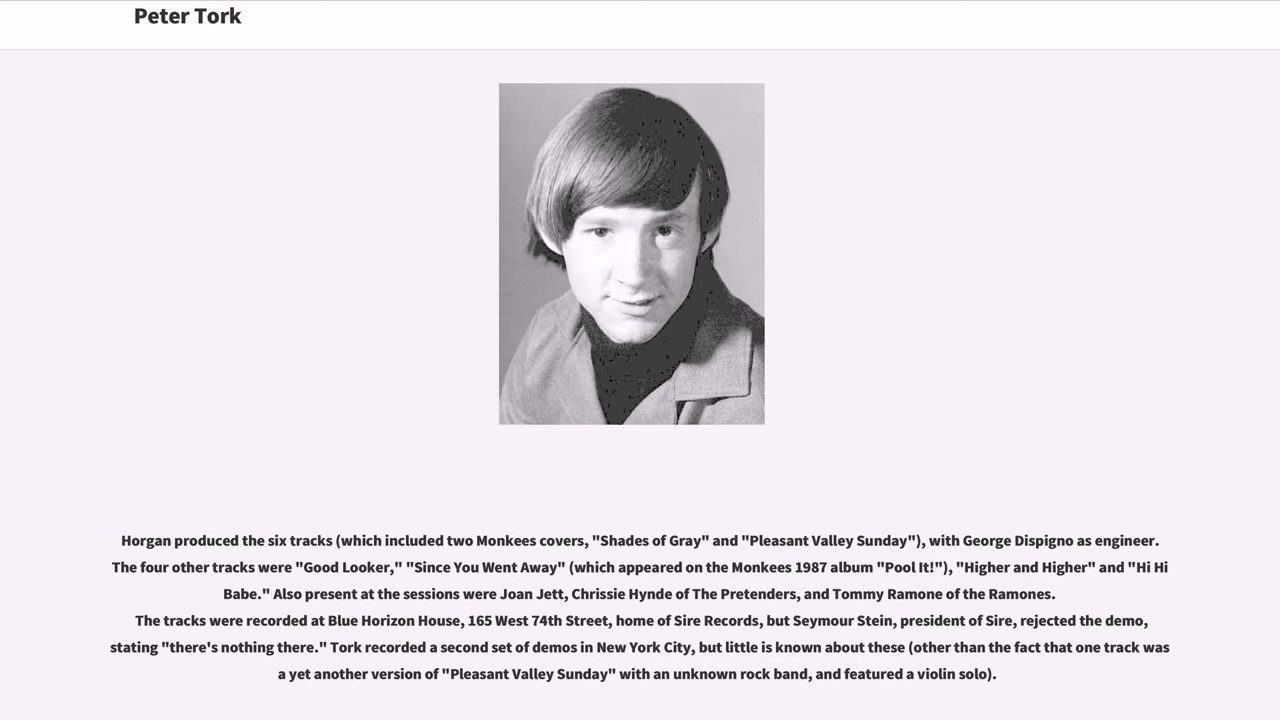 Peter Tork
Horgan produced the six tracks (which included two Monkees covers, "Shades of Gray" and "Pleasant Valley Sunday"), with George Dispigno as engineer.
The four other tracks were "Good Looker," "Since You Went Away" (which appeared on the Monkees 1987 album "Pool It!"), "Higher and Higher" and "Hi Hi
Babe." Also present at the sessions were Joan Jett, Chrissie Hynde of The Pretenders, and Tommy Ramone of the Ramones.
The tracks were recorded at Blue Horizon House, 165 West 74th Street, home of Sire Records, but Seymour Stein, president of Sire, rejected the demo,
stating "there's nothing there." Tork recorded a second set of demos in New York City, but little is known about these (other than the fact that one track was
a yet another version of "Pleasant Valley Sunday" with an unknown rock band, and featured a violin solo).